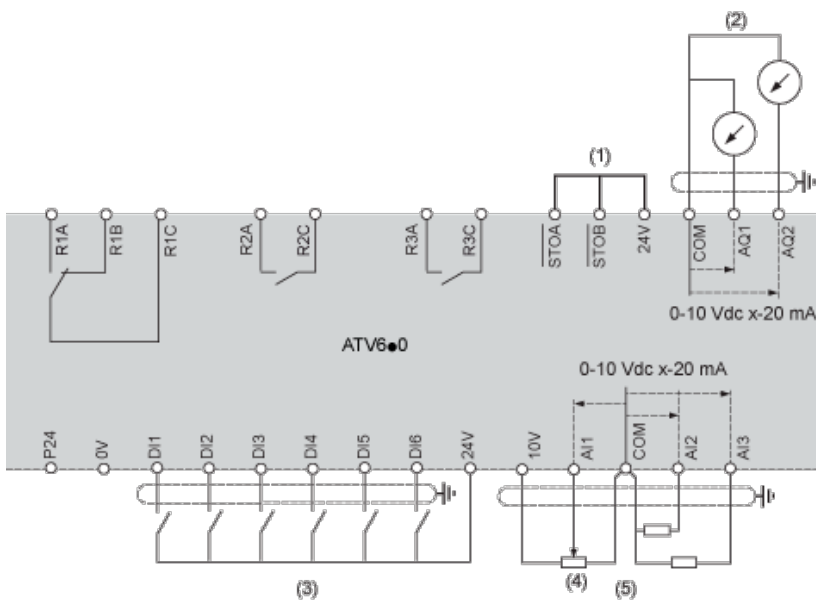 (2)
(1)
R1A R1B R1C R2A R2C R3A R3C STOA STOB 24V COM AQ1 AQ2
0-10 Vdc x-20 mA
ATV6●0
0-10 Vdc x-20 mA
P24 0V DI1 DI2 DI3 DI4 DI5 DI6 24V 10V AI1 COM AI2 AI3
(3)
(4)
(5)